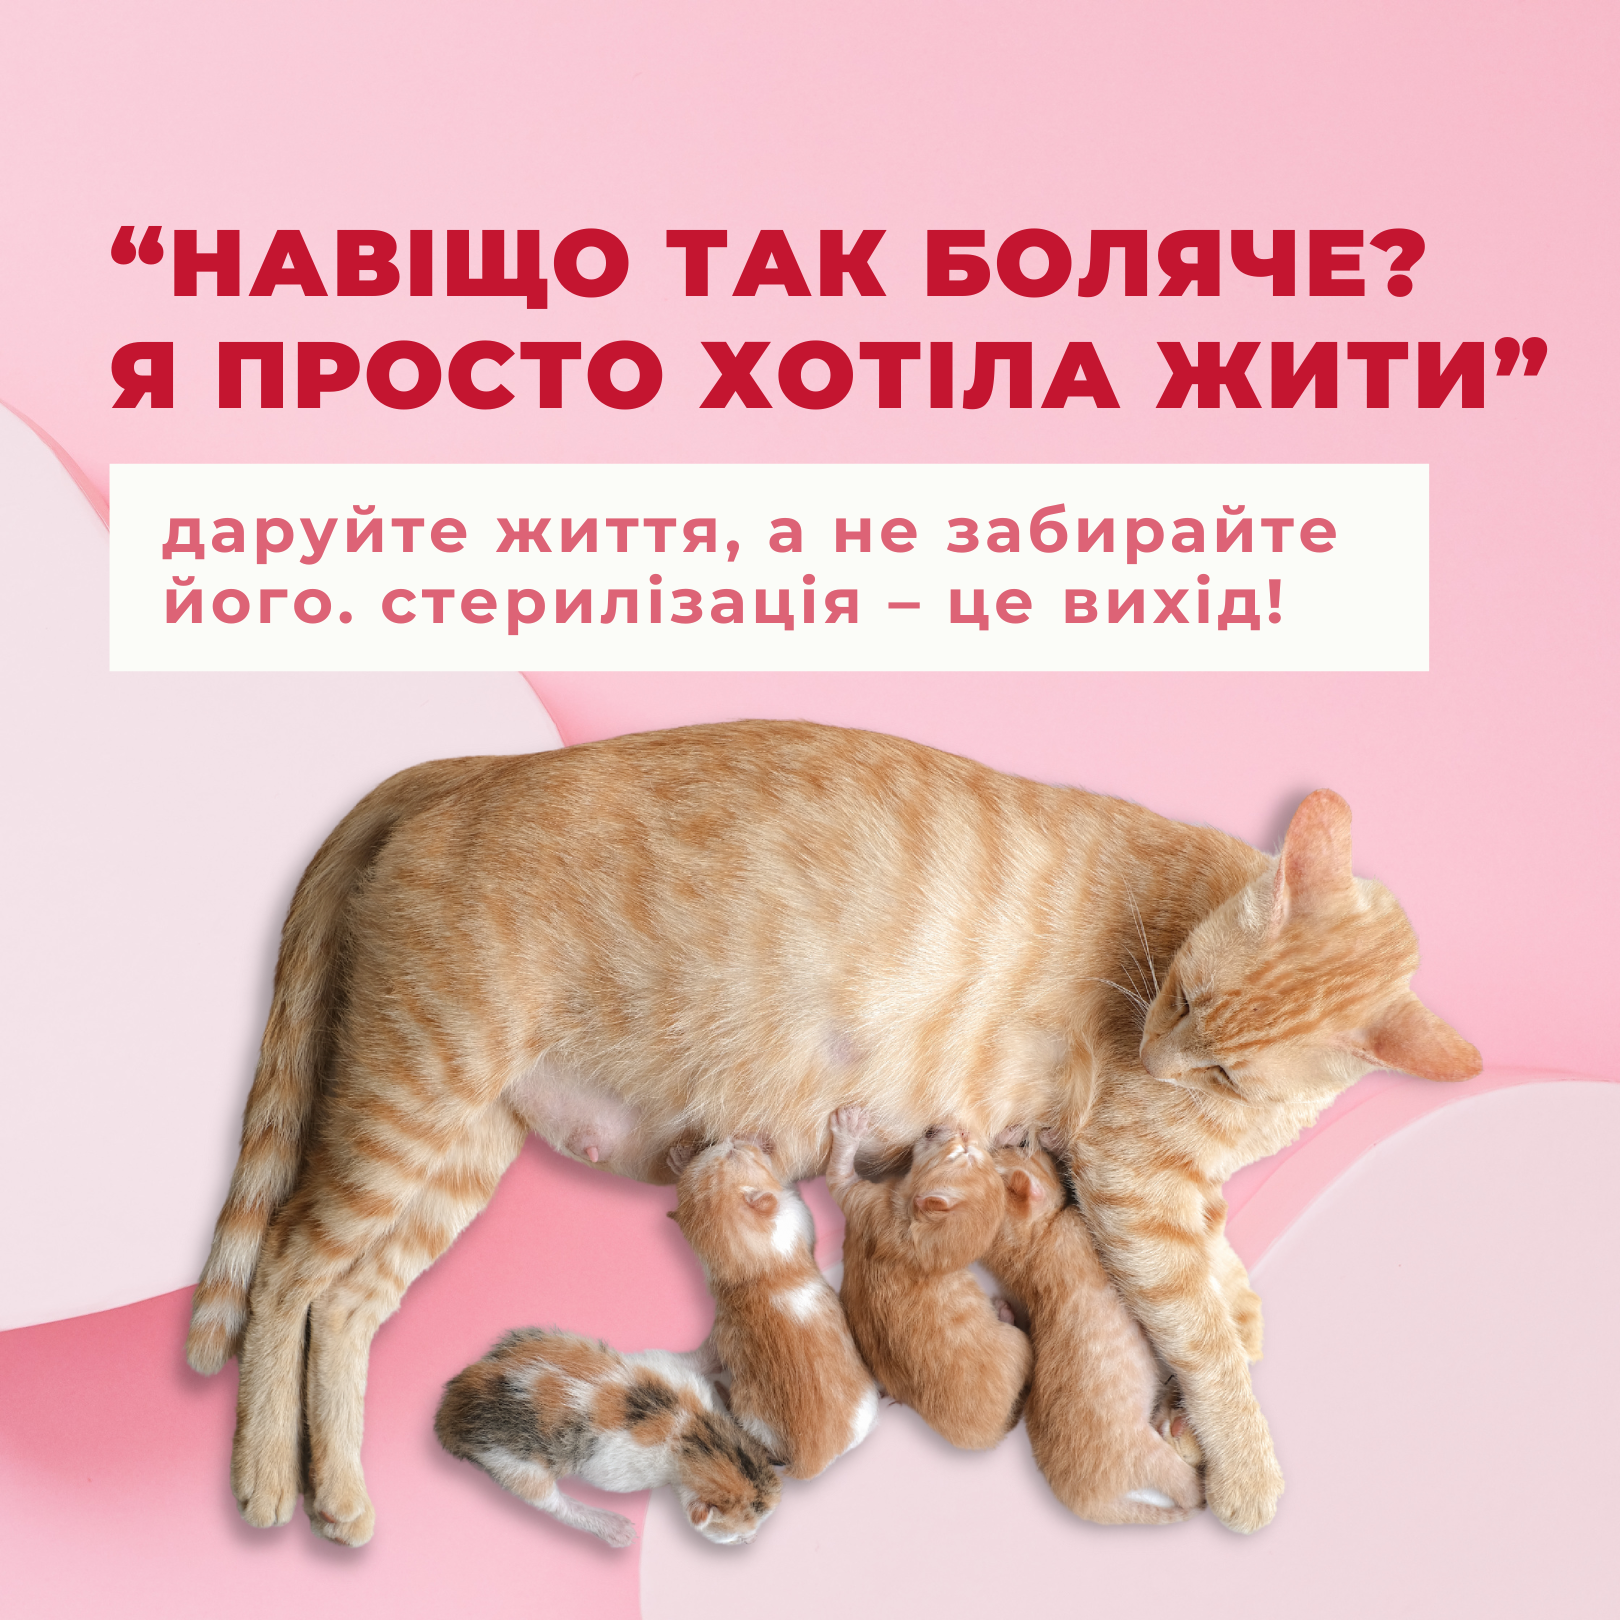 “НАВІЩО ТАК БОЛЯЧЕ?
Я ПРОСТО ХОТІЛА ЖИТИ”
даруйте життя, а не забирайте
його. стерилізація – це вихід!